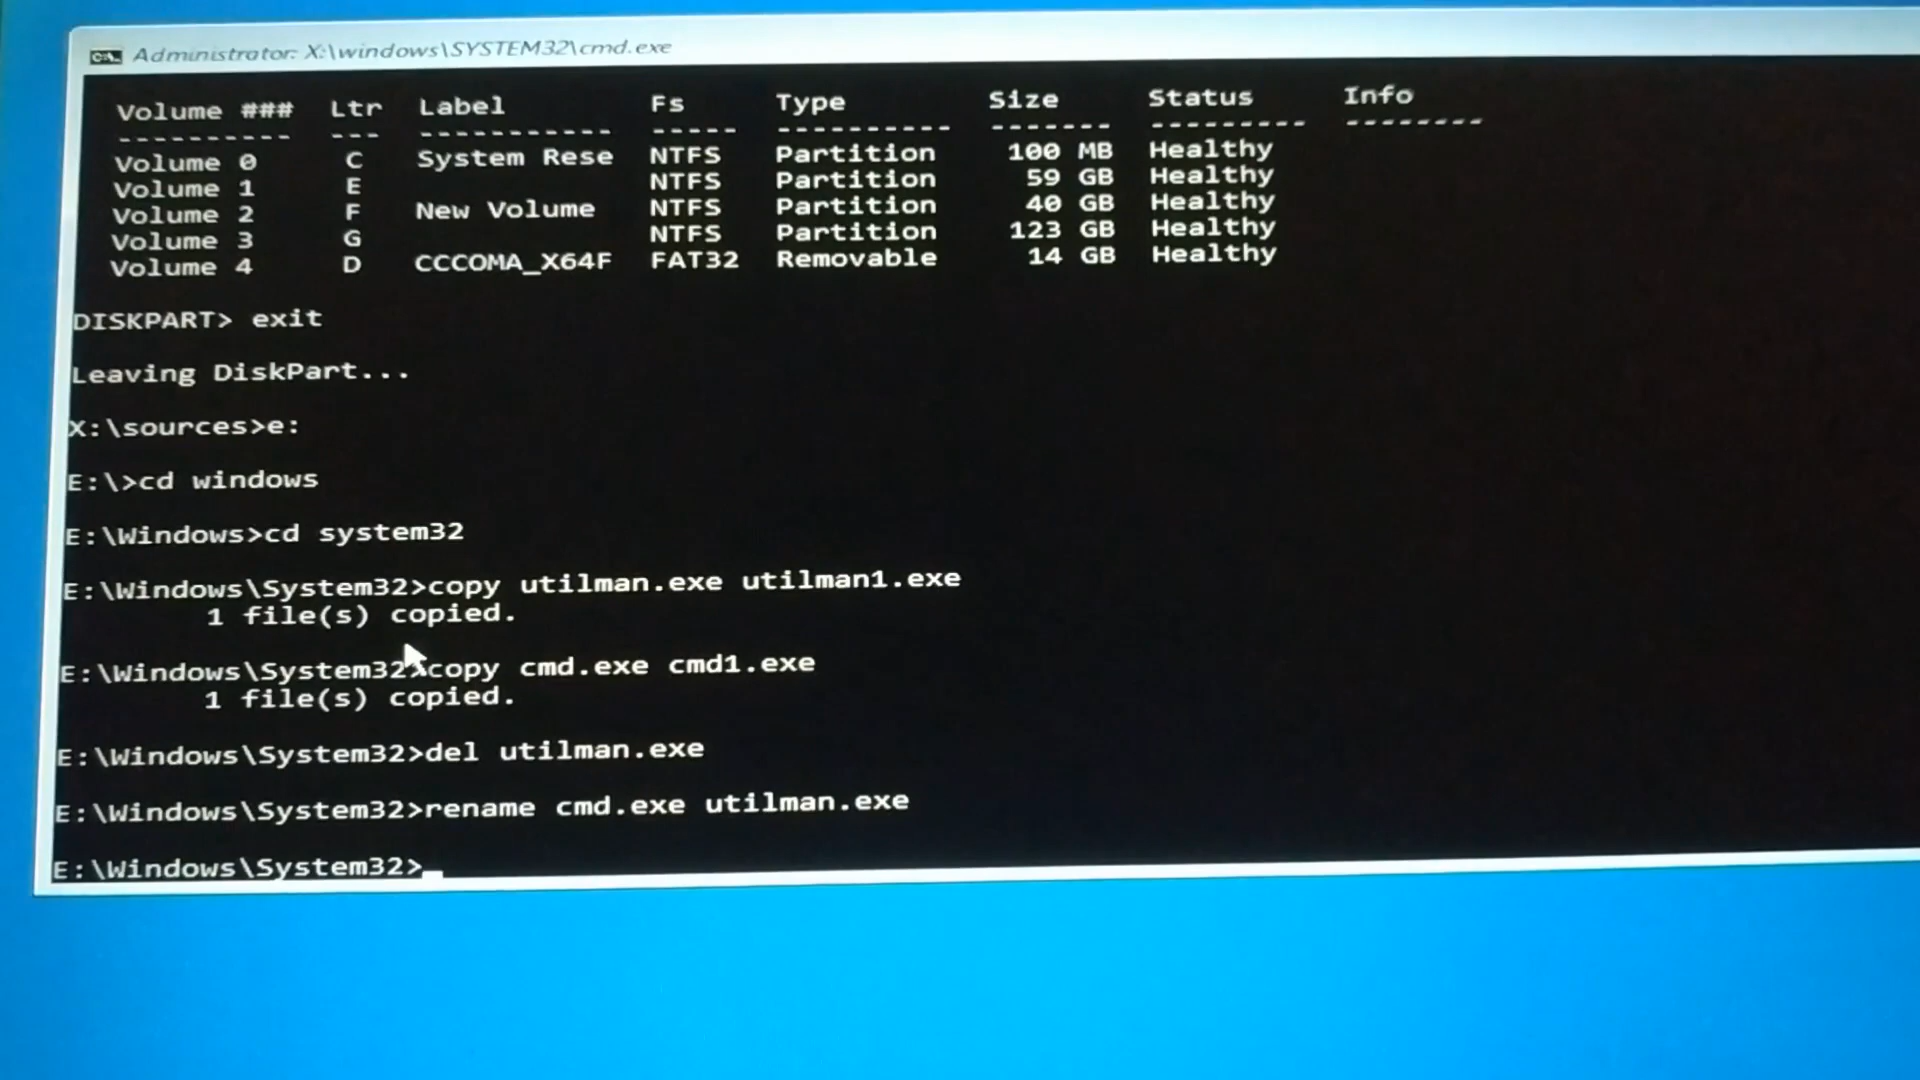 Administrator: X:\windows\SYSTEM32\cmd.exe
Volume ### Ltr Label Fs Type Size Status Info
---------- --- ----------- ----- ---------- ------- --------- --------
Volume 0 C System Rese NTFS Partition 100 MB Healthy
Volume 1 E NTFS Partition 59 GB Healthy
Volume 2 F New Volume NTFS Partition 40 GB Healthy
Volume 3 G NTFS Partition 123 GB Healthy
Volume 4 D CCCOMA_X64F FAT32 Removable 14 GB Healthy
DISKPART> exit
Leaving DiskPart...
X:\sources>e:
E:\>cd windows
E:\Windows>cd system32
E:\Windows\System32>copy utilman.exe utilman1.exe
1 file(s) copied.
E:\Windows\System32>copy cmd.exe cmd1.exe
1 file(s) copied.
E:\Windows\System32>del utilman.exe
E:\Windows\System32>rename cmd.exe utilman.exe
E:\Windows\System32>